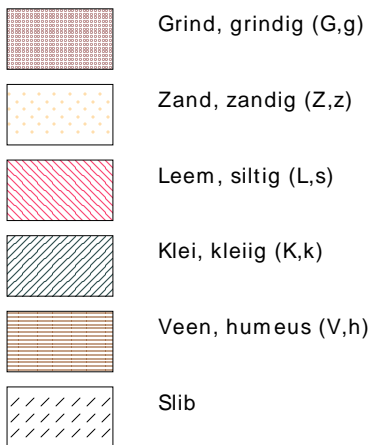 Grind, grindig (G,g)
Zand, zandig (Z,z)
Leem, siltig (L,s)
Klei, kleiig (K,k)
Veen, humeus (V,h)
Slib